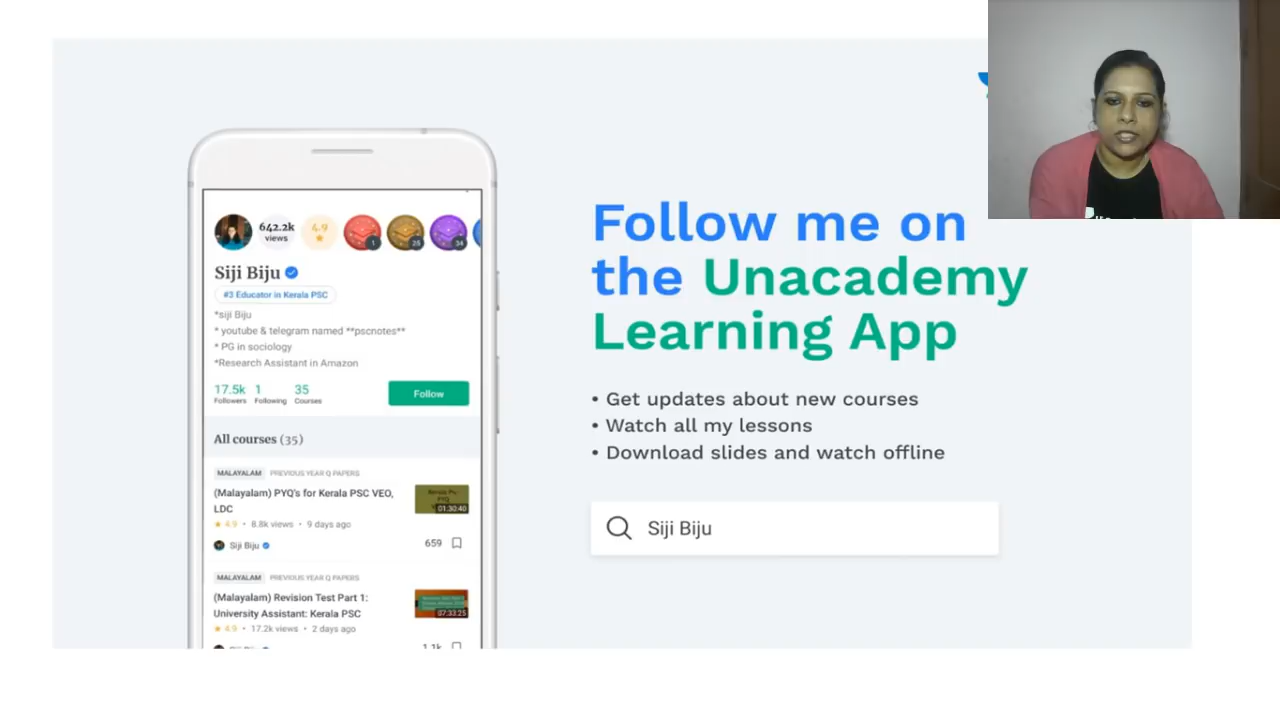 642.2k
views
4.9
1
25
34
Siji Biju
#3 Educator in Kerala PSC
*siji Biju
* youtube & telegram named **pscnotes**
* PG in sociology
*Research Assistant in Amazon
17.5k 1 35
Followers Following Courses
Follow
All courses (35)
MALAYALAM PREVIOUS YEAR Q PAPERS
(Malayalam) PYQ's for Kerala PSC VEO,
LDC
01:30:40
4.9 • 8.8k views • 9 days ago
Siji Biju
659
MALAYALAM PREVIOUS YEAR Q PAPERS
(Malayalam) Revision Test Part 1:
University Assistant: Kerala PSC
07:33:25
4.9 • 17.2k views • 2 days ago
Follow me on
the Unacademy
Learning App
• Get updates about new courses
• Watch all my lessons
• Download slides and watch offline
Siji Biju